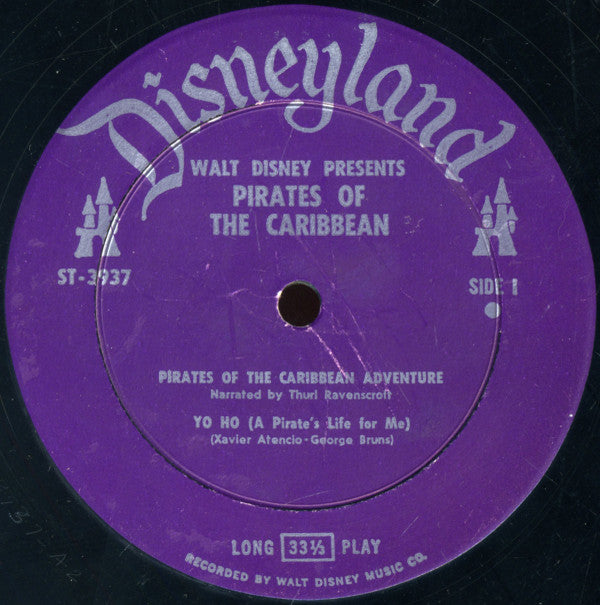 Disneyland
WALT DISNEY PRESENTS
PIRATES OF
THE CARIBBEAN
ST-3937
SIDE 1
PIRATES OF THE CARIBBEAN ADVENTURE
Narrated by Thurl Ravenscroft
YO HO (A Pirate's Life for Me)
(Xavier Atencio-George Bruns)
LONG 33⅓ PLAY
RECORDED BY WALT DISNEY MUSIC CO.